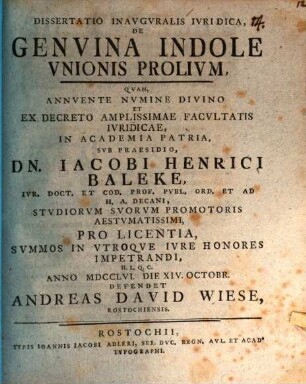 DISSERTATIO INAVGVRALIS IVRIDICA,
DE
GENVINA INDOLE
VNIONIS PROLIVM,
QVAM,
ANNVENTE NVMINE DIVINO
ET
EX DECRETO AMPLISSIMAE FACVLTATIS
IVRIDICAE,
IN ACADEMIA PATRIA,
SVB PRAESIDIO,
DN. IACOBI HENRICI
BALEKE,
IVR. DOCT. ET COD. PROF. PVBL. ORD. ET AD
H. A. DECANI,
STVDIORVM SVORVM PROMOTORIS
AESTVMATISSIMI,
PRO LICENTIA,
SVMMOS IN VTROQVE IVRE HONORES
IMPETRANDI,
H. L. Q. C.
ANNO MDCCLVI. DIE XIV. OCTOBR.
DEFENDET
ANDREAS DAVID WIESE,
ROSTOCHIENSIS.
ROSTOCHII,
TYPIS IOANNIS IACOBI ADLERI, SER. DVC. REGN. AVL. ET ACAD.
TYPOGRAPHI.